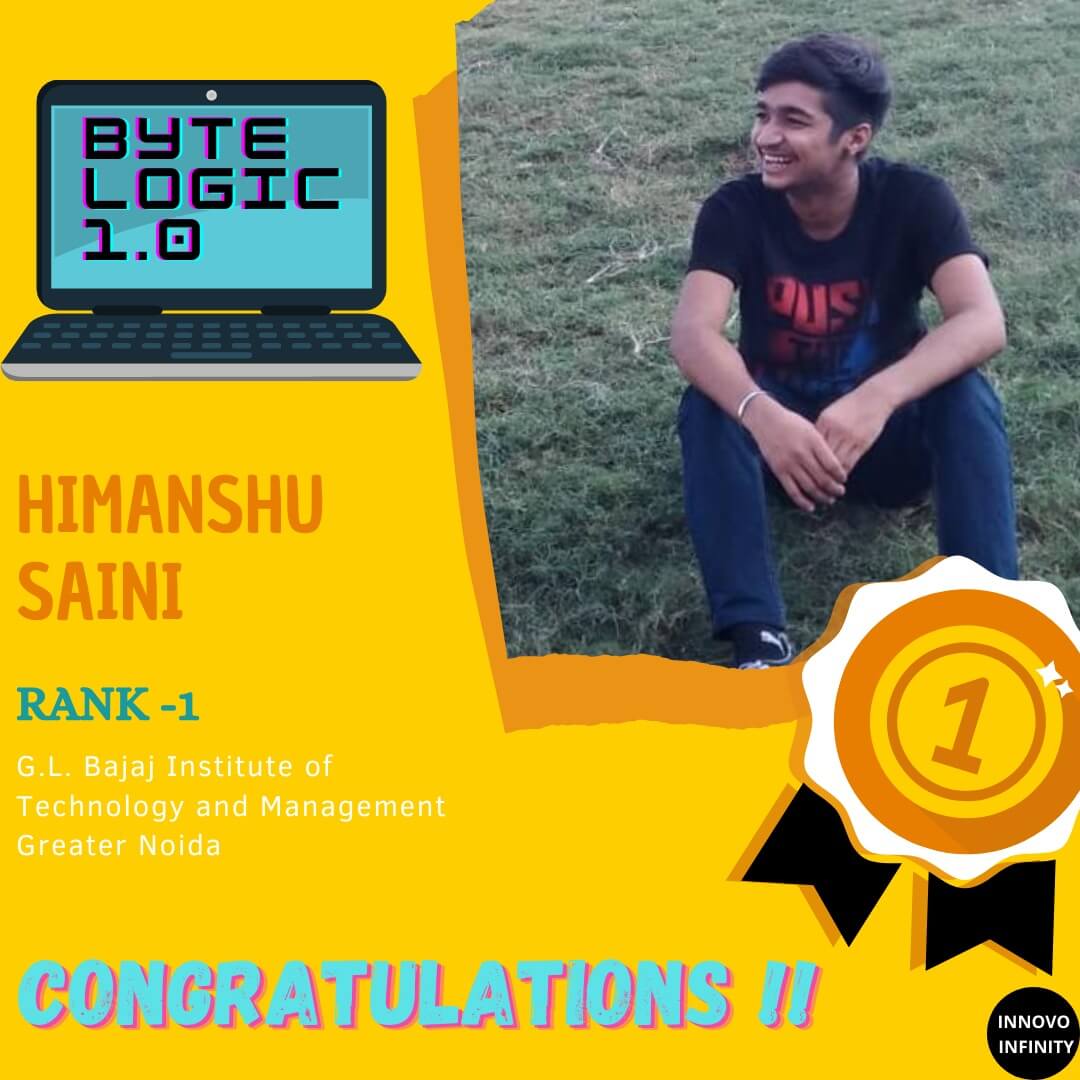 BYTE
LOGIC
1.0
HIMANSHU
SAINI
RANK -1
G.L. Bajaj Institute of
Technology and Management
Greater Noida
1
CONGRATULATIONS !!
INNOVO
INFINITY